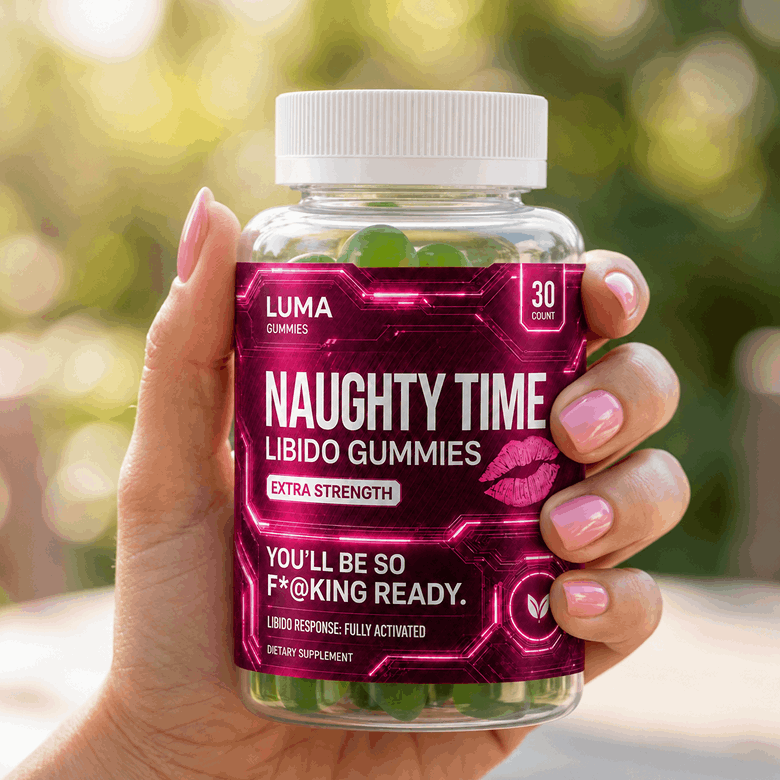 LUMA
GUMMIES
30
COUNT
NAUGHTY TIME
LIBIDO GUMMIES
EXTRA STRENGTH
YOU'LL BE SO
F*@KING READY.
LIBIDO RESPONSE: FULLY ACTIVATED
DIETARY SUPPLEMENT